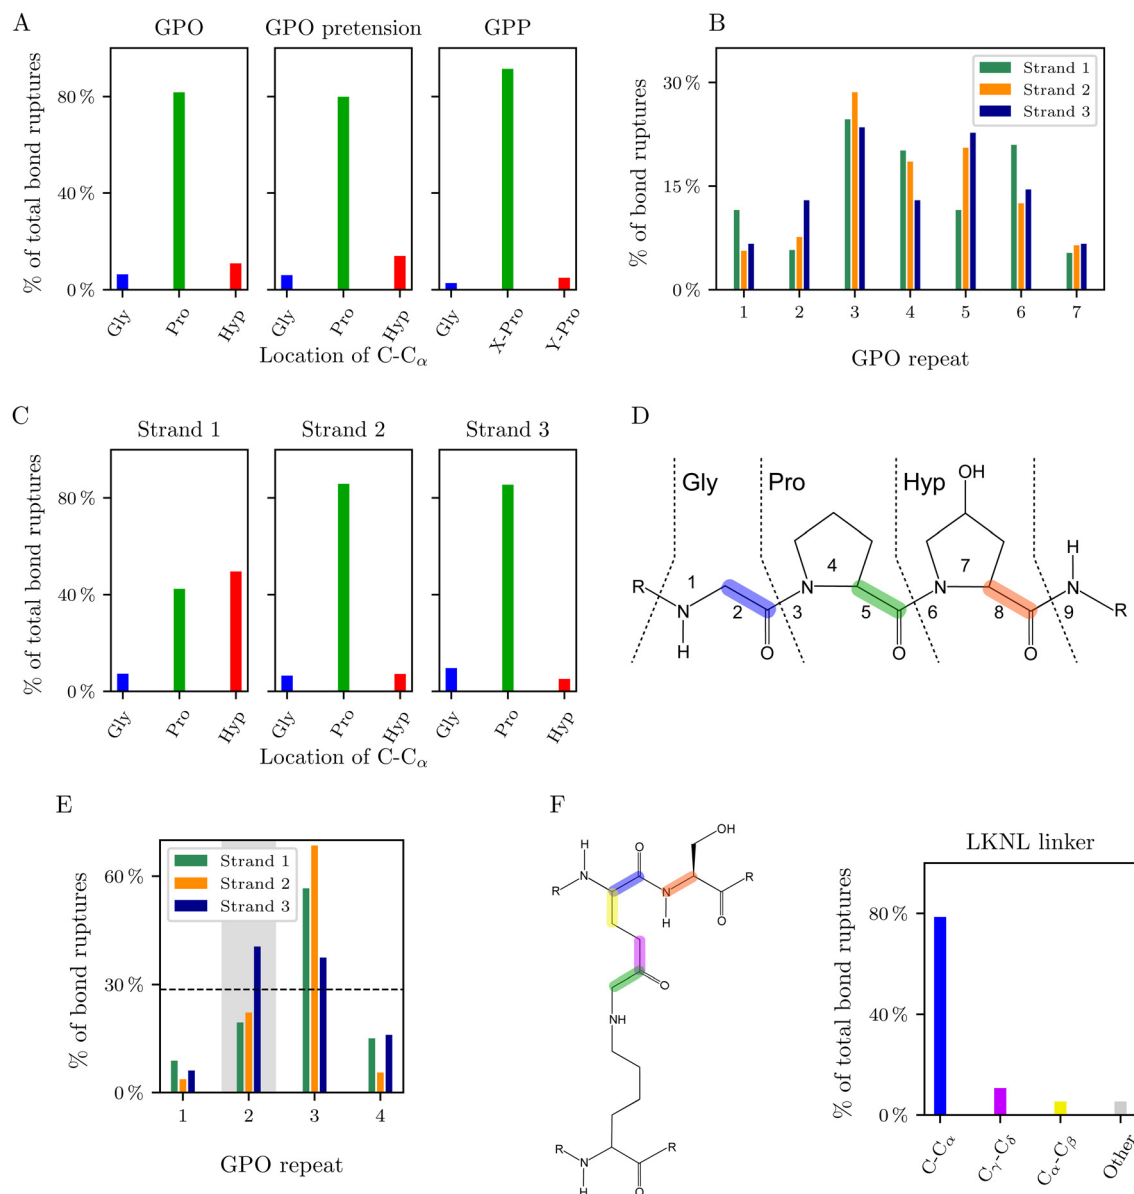 A
GPO
GPO pretension
GPP
% of total bond ruptures
80 %
40 %
0 %
Gly
Pro
Hyp
Gly
Pro
Hyp
Gly
X-Pro
Y-Pro
Location of C-Cα
B
% of bond ruptures
30 %
15 %
0 %
Strand 1
Strand 2
Strand 3
1 2 3 4 5 6 7
GPO repeat
C
Strand 1
Strand 2
Strand 3
% of total bond ruptures
80 %
40 %
0 %
Gly
Pro
Hyp
Gly
Pro
Hyp
Gly
Pro
Hyp
Location of C-Cα
D
Gly
Pro
Hyp
OH
R
1
N
H
2
O
3
N
4
5
O
6
N
7
8
O
H
N
9
R
E
% of bond ruptures
60 %
30 %
0 %
Strand 1
Strand 2
Strand 3
1 2 3 4
GPO repeat
F
H
N
R
O
N
H
OH
R
O
O
NH
R
N
H
O
R
LKNL linker
% of total bond ruptures
80 %
40 %
0 %
C-Cα
Cγ-Cδ
Cα-Cβ
Other